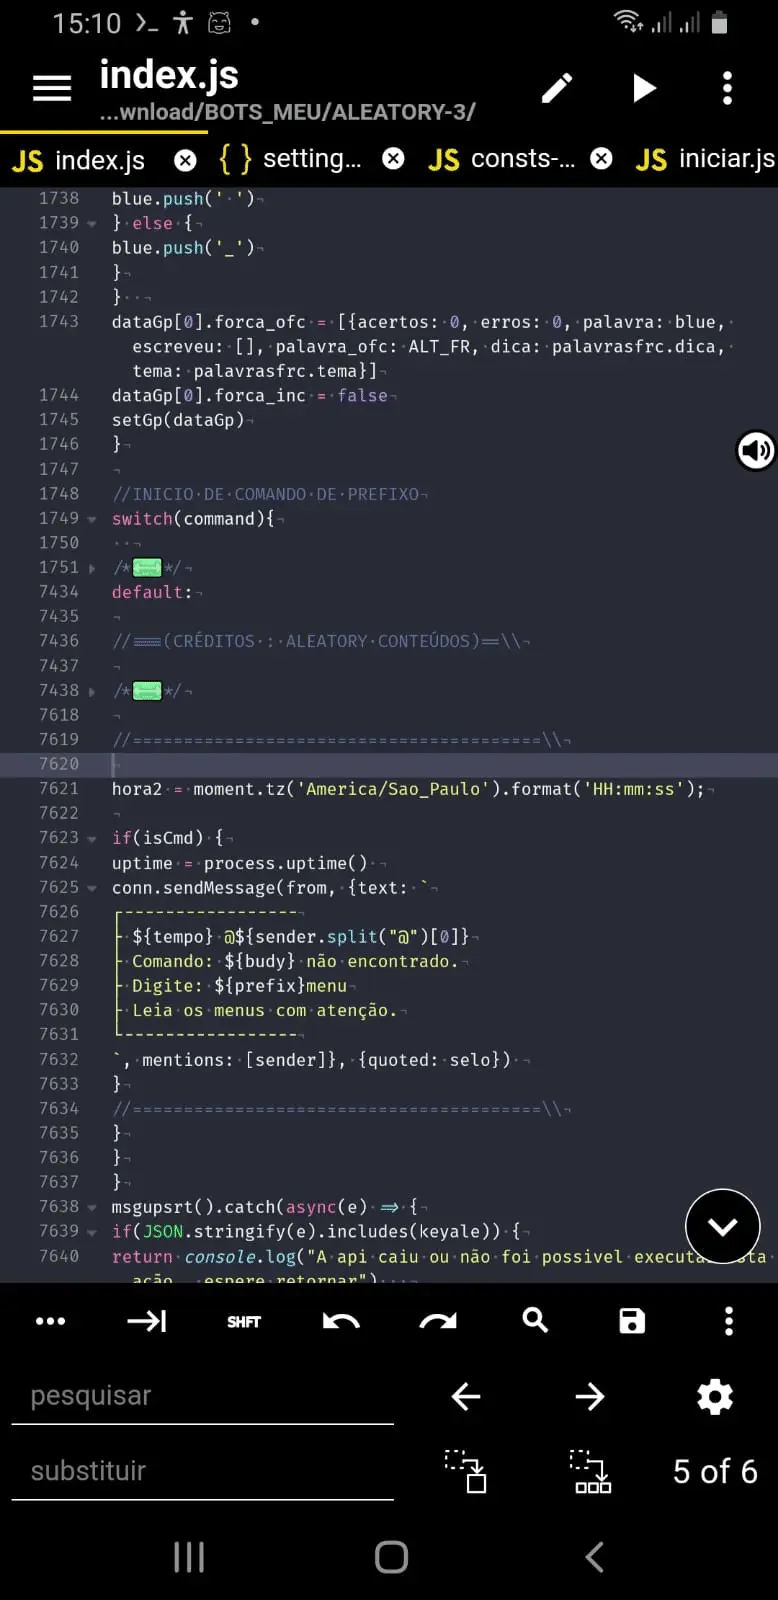 15:10
index.js
...wnload/BOTS_MEU/ALEATORY-3/
JS index.js { } setting... JS consts-... JS iniciar.js
1738 blue.push(' ')
1739 } else {
1740 blue.push('_')
1741 }
1742 }
1743 dataGp[0].forca_ofc = [{acertos: 0, erros: 0, palavra: blue,
escreveu: [], palavra_ofc: ALT_FR, dica: palavrasfrc.dica,
tema: palavrasfrc.tema}]
1744 dataGp[0].forca_inc = false
1745 setGp(dataGp)
1746 }
1747
1748 //INICIO DE COMANDO DE PREFIXO
1749 switch(command){
1750
1751 /**/
7434 default:
7435
7436 //===(CRÉDITOS : ALEATORY CONTEÚDOS)==\\
7437
7438 /**/
7618
7619 //========================================\\
7620
7621 hora2 = moment.tz('America/Sao_Paulo').format('HH:mm:ss');
7622
7623 if(isCmd) {
7624 uptime = process.uptime()
7625 conn.sendMessage(from, {text: `
7626 ┌------------------
7627 ├ ${tempo} @${sender.split("@")[0]}
7628 ├ Comando: ${budy} não encontrado.
7629 ├ Digite: ${prefix}menu
7630 ├ Leia os menus com atenção.
7631 └------------------
7632 `, mentions: [sender]}, {quoted: selo})
7633 }
7634 //========================================\\
7635 }
7636 }
7637 }
7638 msgupsrt().catch(async(e) => {
7639 if(JSON.stringify(e).includes(keyale)) {
7640 return console.log("A api caiu ou não foi possivel executa sta
ação, espere retornar")
SHFT
pesquisar
substituir
5 of 6